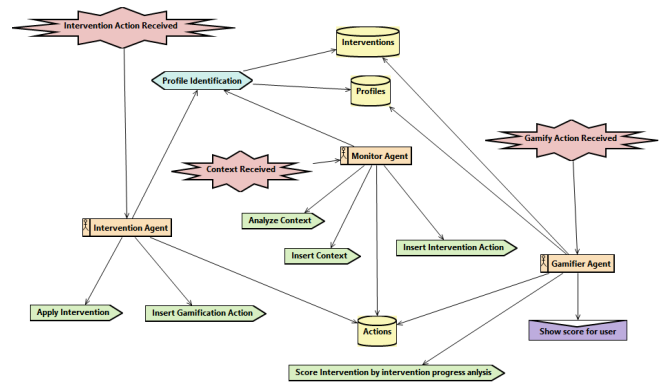 Intervention Action Received
Interventions
Profile Identification
Profiles
Gamify Action Received
Monitor Agent
Context Received
Analyze Context
Intervention Agent
Insert Intervention Action
Insert Context
Gamifier Agent
Apply Intervention
Insert Gamification Action
Actions
Show score for user
Score Intervention by intervention progress anlysis